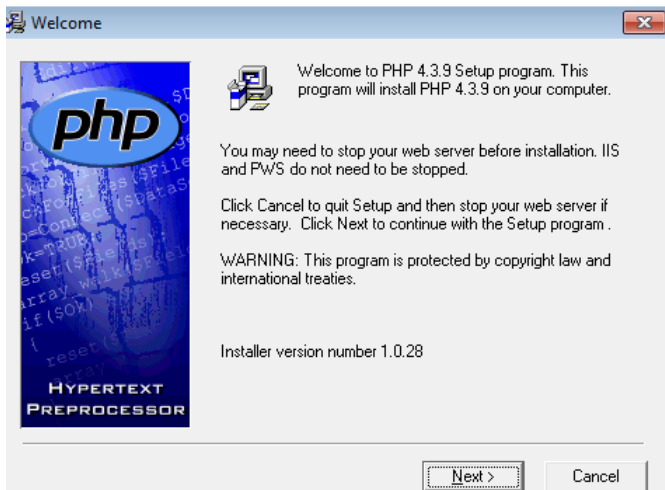 Welcome
php
HYPERTEXT
PREPROCESSOR
Welcome to PHP 4.3.9 Setup program. This
program will install PHP 4.3.9 on your computer.
You may need to stop your web server before installation. IIS
and PWS do not need to be stopped.
Click Cancel to quit Setup and then stop your web server if
necessary. Click Next to continue with the Setup program .
WARNING: This program is protected by copyright law and
international treaties.
Installer version number 1.0.28
Next >
Cancel